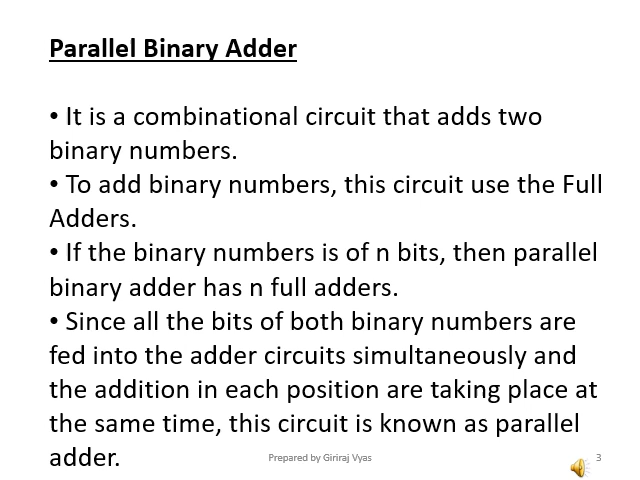 Parallel Binary Adder
• It is a combinational circuit that adds two
binary numbers.
• To add binary numbers, this circuit use the Full
Adders.
• If the binary numbers is of n bits, then parallel
binary adder has n full adders.
• Since all the bits of both binary numbers are
fed into the adder circuits simultaneously and
the addition in each position are taking place at
the same time, this circuit is known as parallel
adder.
Prepared by Giriraj Vyas
3